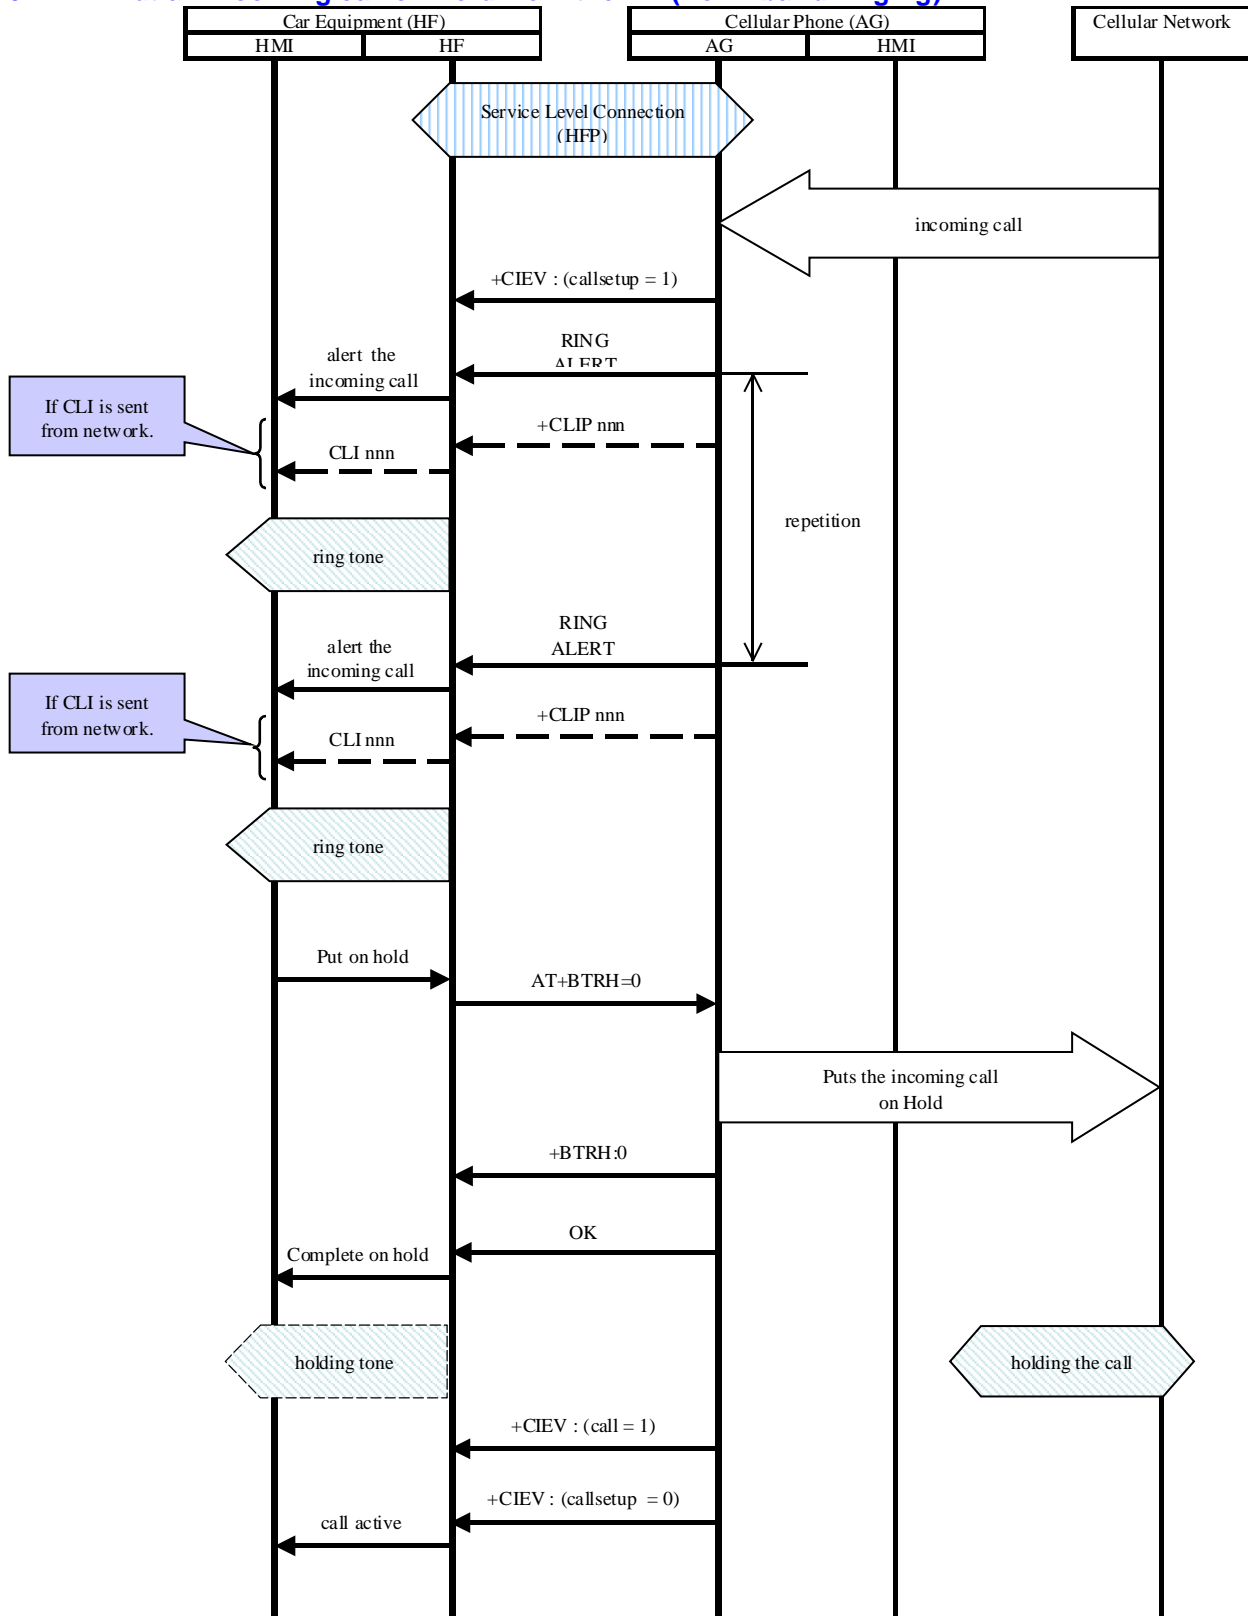 Car Equipment (HF)
Cellular Phone (AG)
Cellular Network
HMI
HF
AG
HMI
Service Level Connection
(HFP)
incoming call
+CIEV : (callsetup = 1)
RING
ALERT
alert the
incoming call
If CLI is sent
from network.
+CLIP nnn
CLI nnn
repetition
ring tone
RING
ALERT
alert the
incoming call
If CLI is sent
from network.
+CLIP nnn
CLI nnn
ring tone
Put on hold
AT+BTRH=0
Puts the incoming call
on Hold
+BTRH:0
OK
Complete on hold
holding tone
holding the call
+CIEV : (call = 1)
+CIEV : (callsetup = 0)
call active